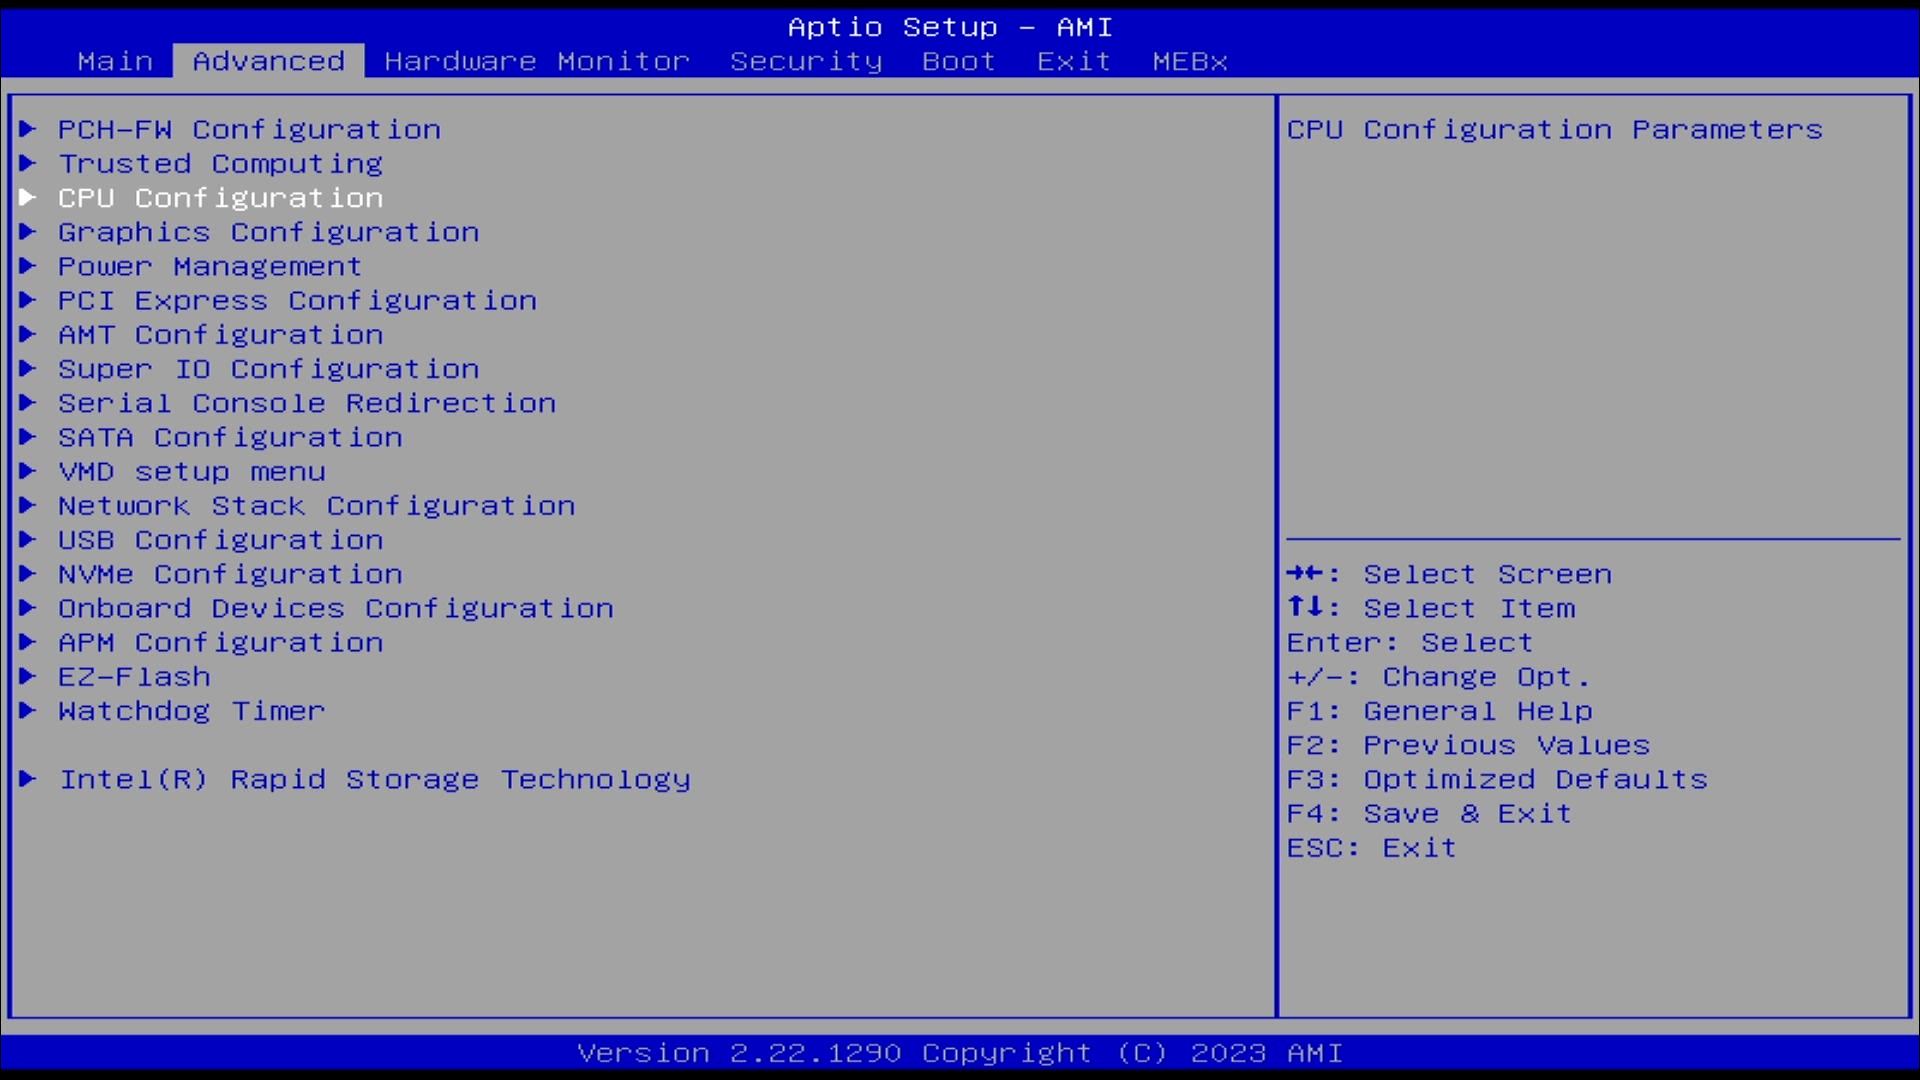 Aptio Setup – AMI
Main Advanced Hardware Monitor Security Boot Exit MEBx
► PCH-FW Configuration
► Trusted Computing
► CPU Configuration
► Graphics Configuration
► Power Management
► PCI Express Configuration
► AMT Configuration
► Super IO Configuration
► Serial Console Redirection
► SATA Configuration
► VMD setup menu
► Network Stack Configuration
► USB Configuration
► NVMe Configuration
► Onboard Devices Configuration
► APM Configuration
► EZ-Flash
► Watchdog Timer
► Intel(R) Rapid Storage Technology
CPU Configuration Parameters
→←: Select Screen
↑↓: Select Item
Enter: Select
+/-: Change Opt.
F1: General Help
F2: Previous Values
F3: Optimized Defaults
F4: Save & Exit
ESC: Exit
Version 2.22.1290 Copyright (C) 2023 AMI